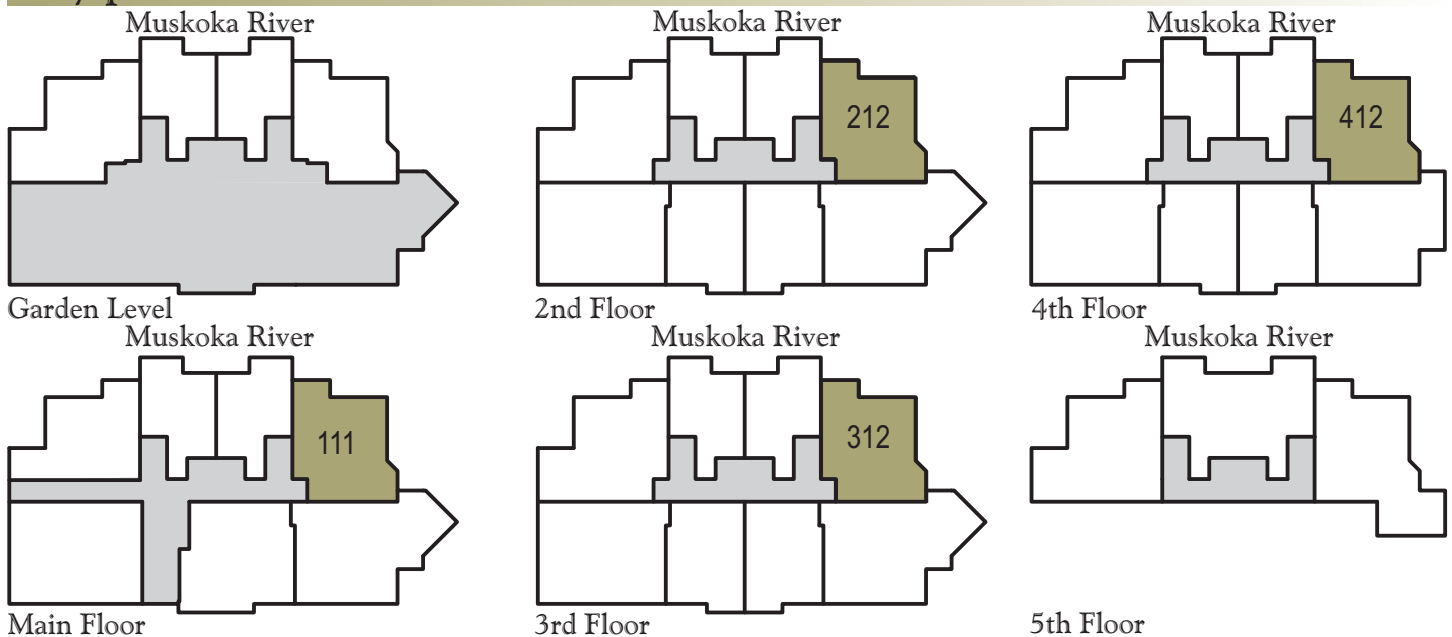 Muskoka River
Garden Level
Muskoka River
212
2nd Floor
Muskoka River
412
4th Floor
Muskoka River
111
Main Floor
Muskoka River
312
3rd Floor
Muskoka River
5th Floor